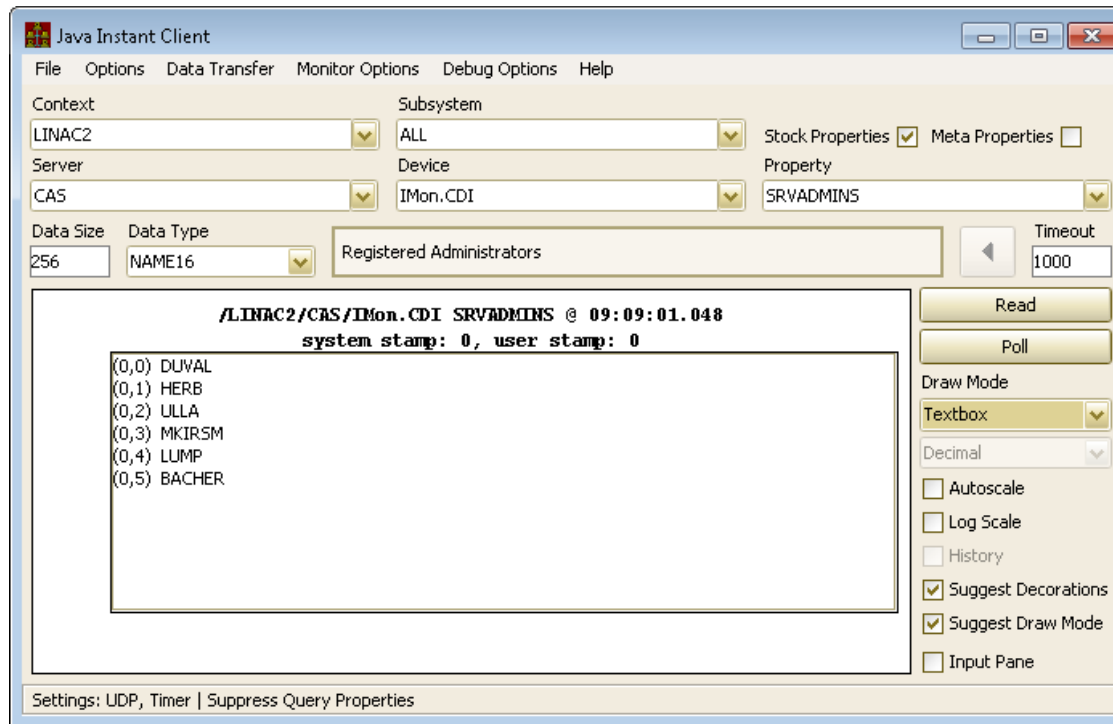 Java Instant Client
File Options Data Transfer Monitor Options Debug Options Help
Context Subsystem
LINAC2 ALL Stock Properties Meta Properties
Server Device Property
CAS IMon.CDI SRVADMINS
Data Size Data Type Timeout
256 NAME16 Registered Administrators 1000
/LINAC2/CAS/IMon.CDI SRVADMINS @ 09:09:01.048
system stamp: 0, user stamp: 0
(0,0) DUVAL
(0,1) HERB
(0,2) ULLA
(0,3) MKIRSM
(0,4) LUMP
(0,5) BACHER
Read
Poll
Draw Mode
Textbox
Decimal
Autoscale
Log Scale
History
Suggest Decorations
Suggest Draw Mode
Input Pane
Settings: UDP, Timer | Suppress Query Properties